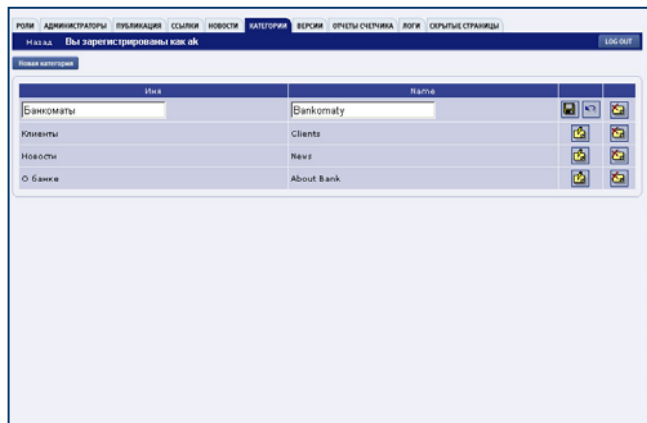 РОЛИ АДМИНИСТРАТОРЫ ПУБЛИКАЦИЯ ССЫЛКИ НОВОСТИ КАТЕГОРИИ ВЕРСИИ ОТЧЕТЫ СЧЕТЧИКА ЛОГИ СКРЫТЫЕ СТРАНИЦЫ
Назад Вы зарегистрированы как ak LOG OUT
Новая категория
Имя Name
Банкоматы Bankomaty
Клиенты Clients
Новости News
О банке About Bank